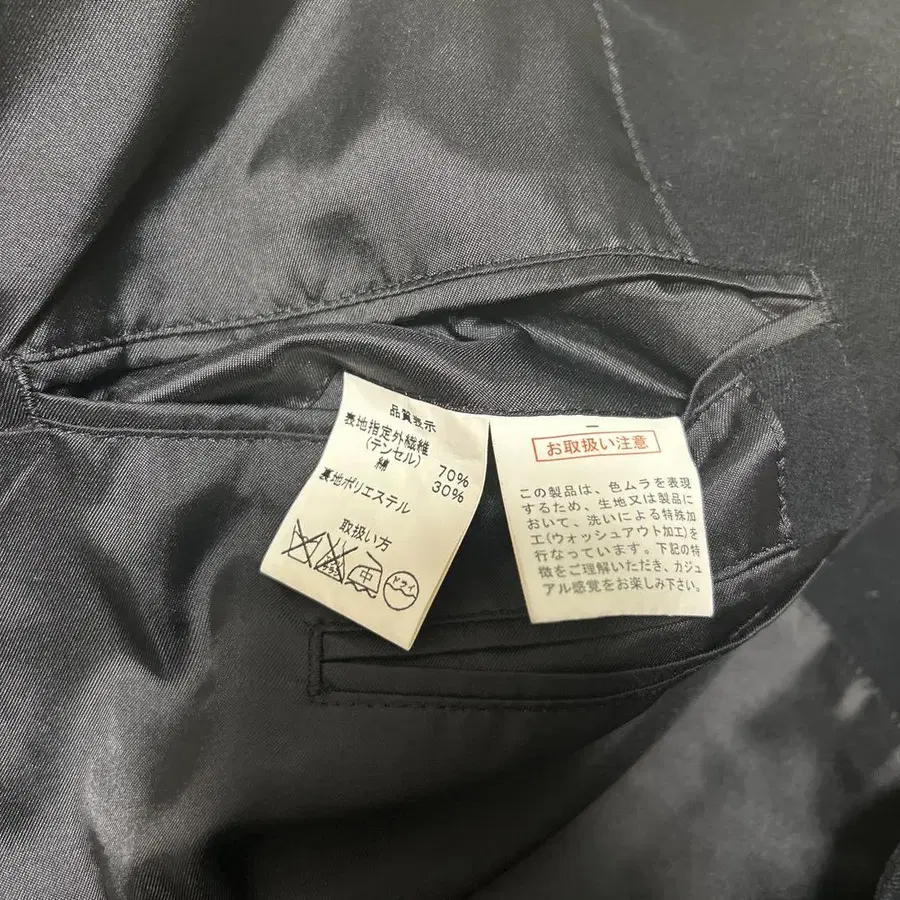 品質表示
表地指定外繊維
(テンセル) 70%
綿 30%
裏地ポリエステル
取扱い方
エンソサラシ
中
ドライ
お取扱い注意
この製品は、色ムラを表現
するため、生地又は製品に
おいて、洗いによる特殊加
工(ウォッシュアウト加工)を
行なっています。下記の特
徴をご理解いただき、カジュ
アル感覚をお楽しみ下さい。